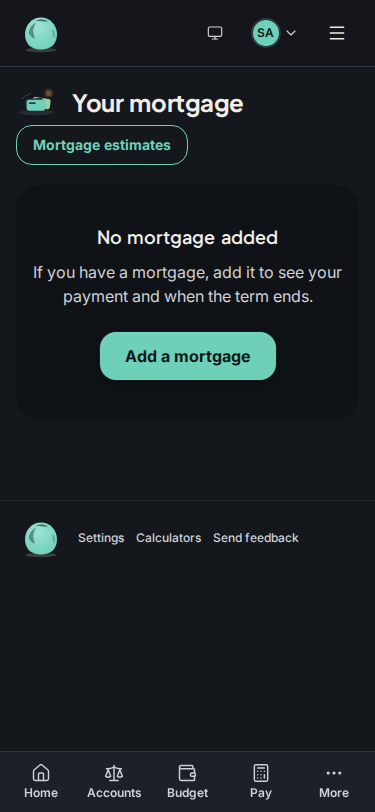 SA
Your mortgage
Mortgage estimates
No mortgage added
If you have a mortgage, add it to see your
payment and when the term ends.
Add a mortgage
Settings Calculators Send feedback
Home Accounts Budget Pay More